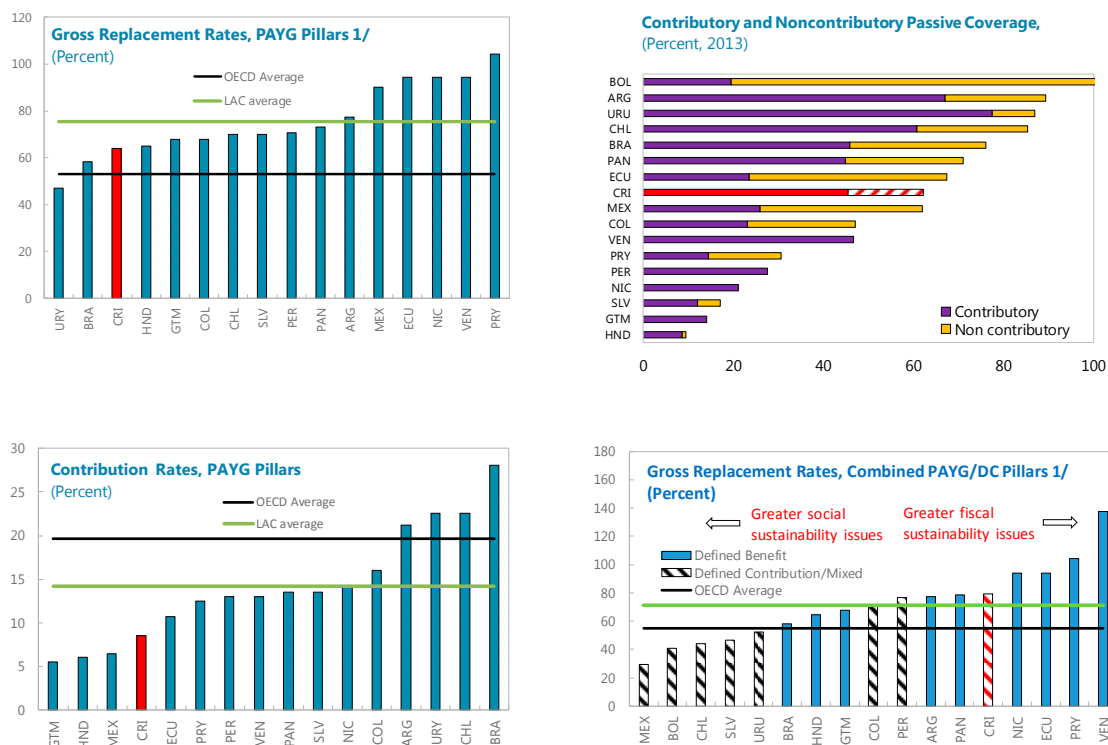 Gross Replacement Rates, PAYG Pillars 1/
(Percent)
OECD Average
LAC average
120
100
80
60
40
20
0
URY BRA CRI HND GTM COL CHL SLV PER PAN ARG MEX ECU NIC VEN PRY
Contributory and Noncontributory Passive Coverage,
(Percent, 2013)
BOL
ARG
URU
CHL
BRA
PAN
ECU
CRI
MEX
COL
VEN
PRY
PER
NIC
SLV
GTM
HND
Contributory
Non contributory
0 20 40 60 80 100
Contribution Rates, PAYG Pillars
(Percent)
OECD Average
LAC average
30
25
20
15
10
5
0
GTM HND MEX CRI ECU PRY PER VEN PAN SLV NIC COL ARG URY CHL BRA
Gross Replacement Rates, Combined PAYG/DC Pillars 1/
(Percent)
Greater social
sustainability issues
Greater fiscal
sustainability issues
Defined Benefit
Defined Contribution/Mixed
OECD Average
180
160
140
120
100
80
60
40
20
0
MEX BOL CHL SLV URU BRA HND GTM COL PER ARG PAN CRI NIC ECU PRY VEN